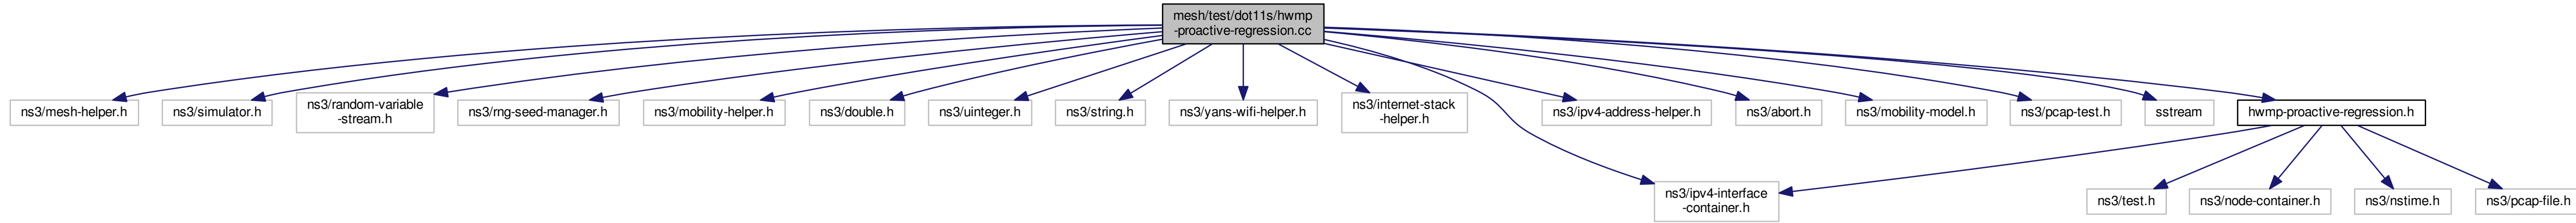 mesh/test/dot11s/hwmp
-proactive-regression.cc
ns3/mesh-helper.h
ns3/simulator.h
ns3/random-variable
-stream.h
ns3/rng-seed-manager.h
ns3/mobility-helper.h
ns3/double.h
ns3/uinteger.h
ns3/string.h
ns3/yans-wifi-helper.h
ns3/internet-stack
-helper.h
ns3/ipv4-address-helper.h
ns3/abort.h
ns3/mobility-model.h
ns3/pcap-test.h
sstream
hwmp-proactive-regression.h
ns3/ipv4-interface
-container.h
ns3/test.h
ns3/node-container.h
ns3/nstime.h
ns3/pcap-file.h